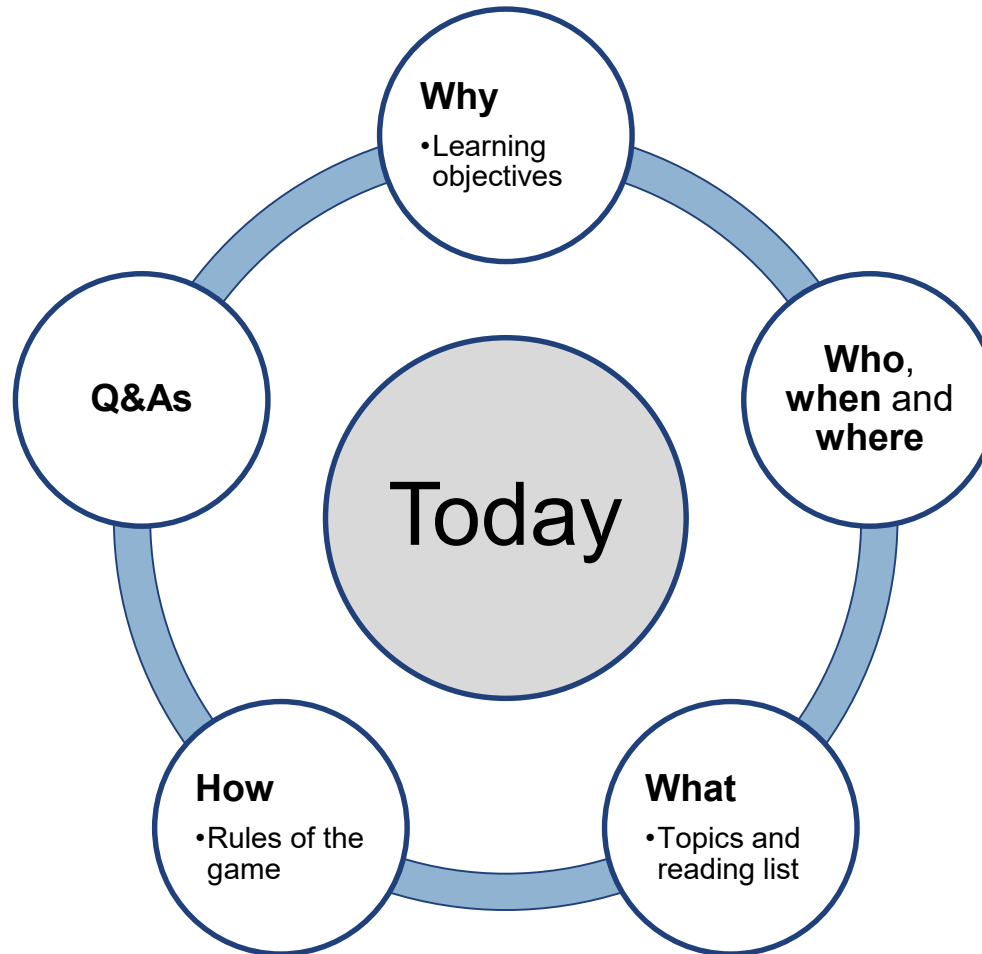 Why
•Learning
objectives
Who,
when and
where
What
•Topics and
reading list
How
•Rules of the
game
Q&As
Today